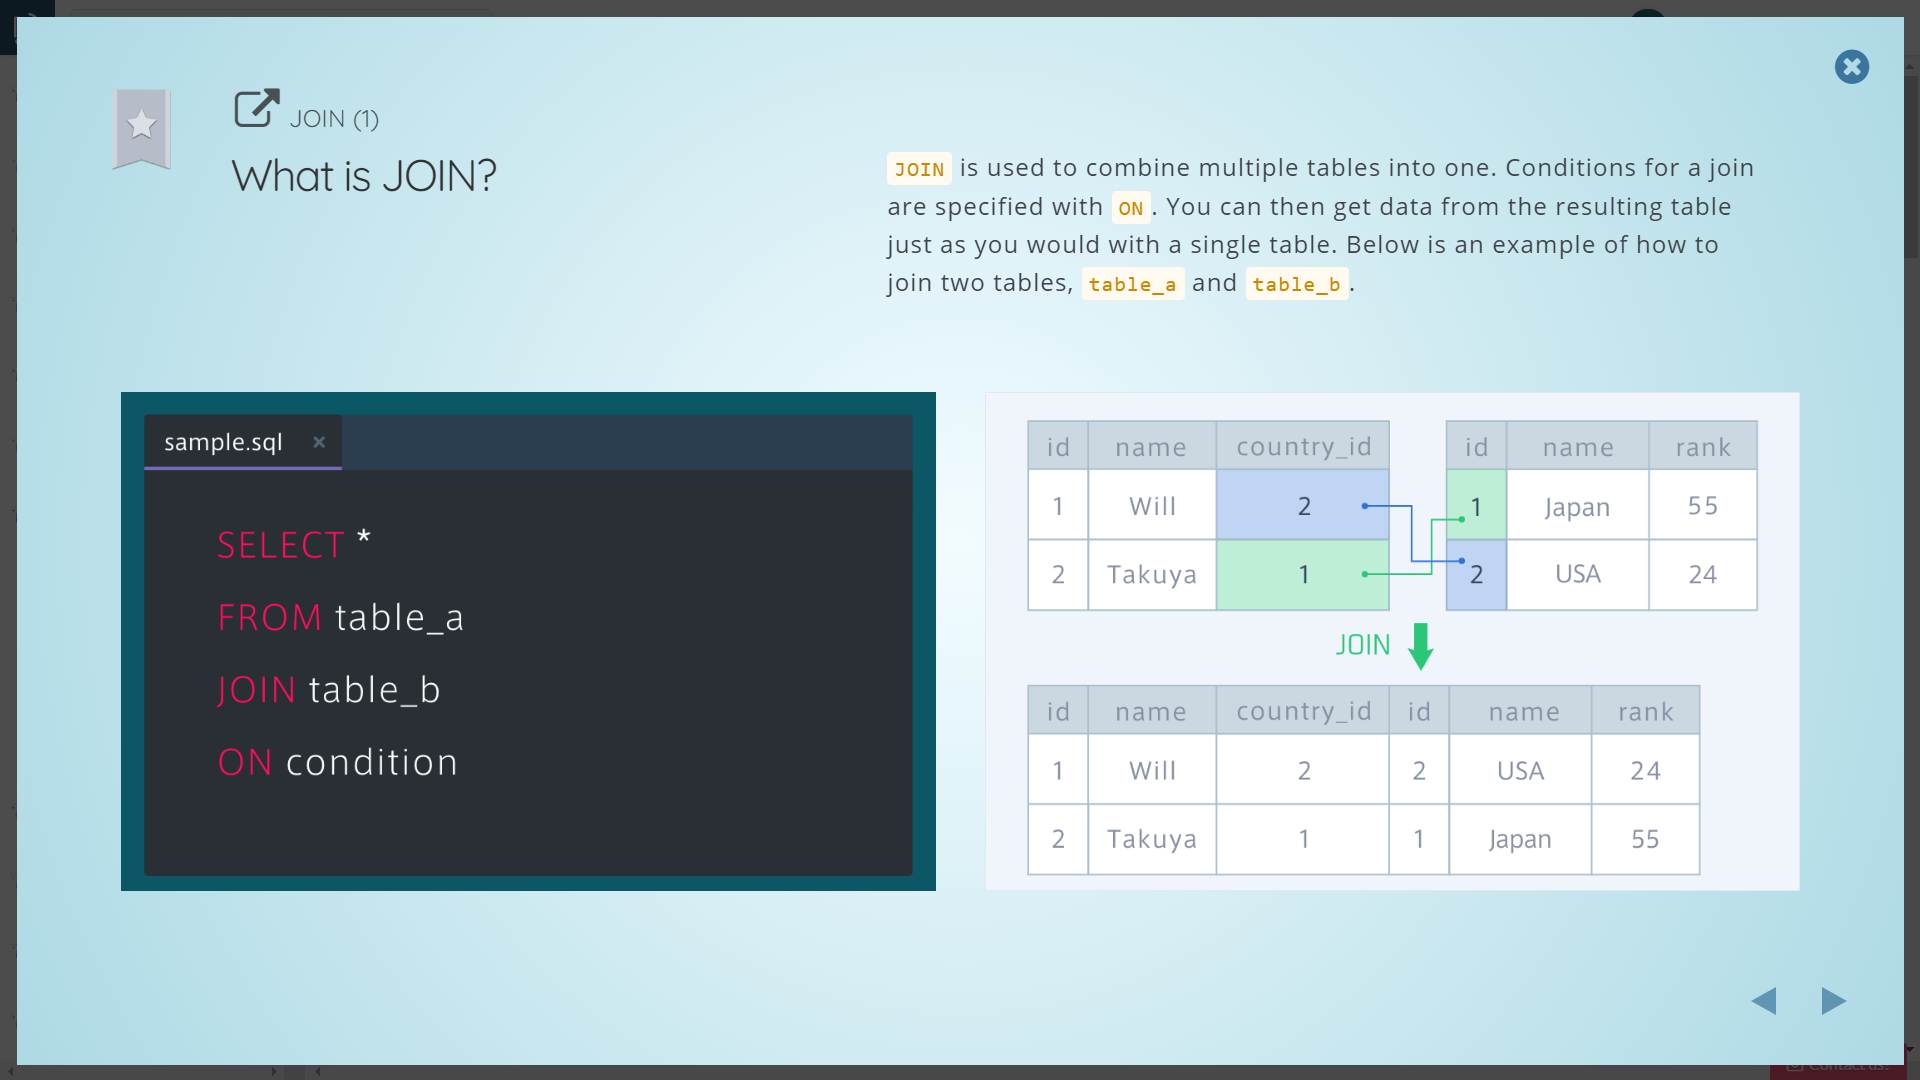 JOIN (1)
What is JOIN?
JOIN is used to combine multiple tables into one. Conditions for a join
are specified with ON. You can then get data from the resulting table
just as you would with a single table. Below is an example of how to
join two tables, table_a and table_b.
sample.sql ×
SELECT *
FROM table_a
JOIN table_b
ON condition
id name country_id id name rank
1 Will 2 1 Japan 55
2 Takuya 1 2 USA 24
JOIN
id name country_id id name rank
1 Will 2 2 USA 24
2 Takuya 1 1 Japan 55
Contact us!